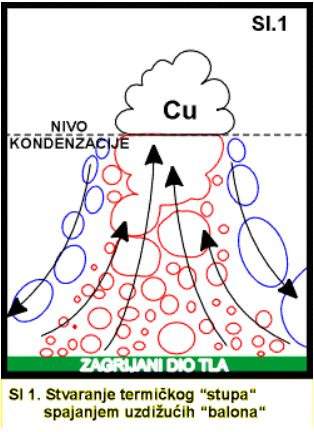 Sl.1
Cu
NIVO
KONDENZACIJE
ZAGRIJANI DIO TLA
Sl 1. Stvaranje termičkog “stupa“
spajanjem uzdižućih “balona“